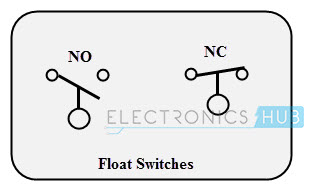 NO
NC
ELECTRONICS HUB
Float Switches